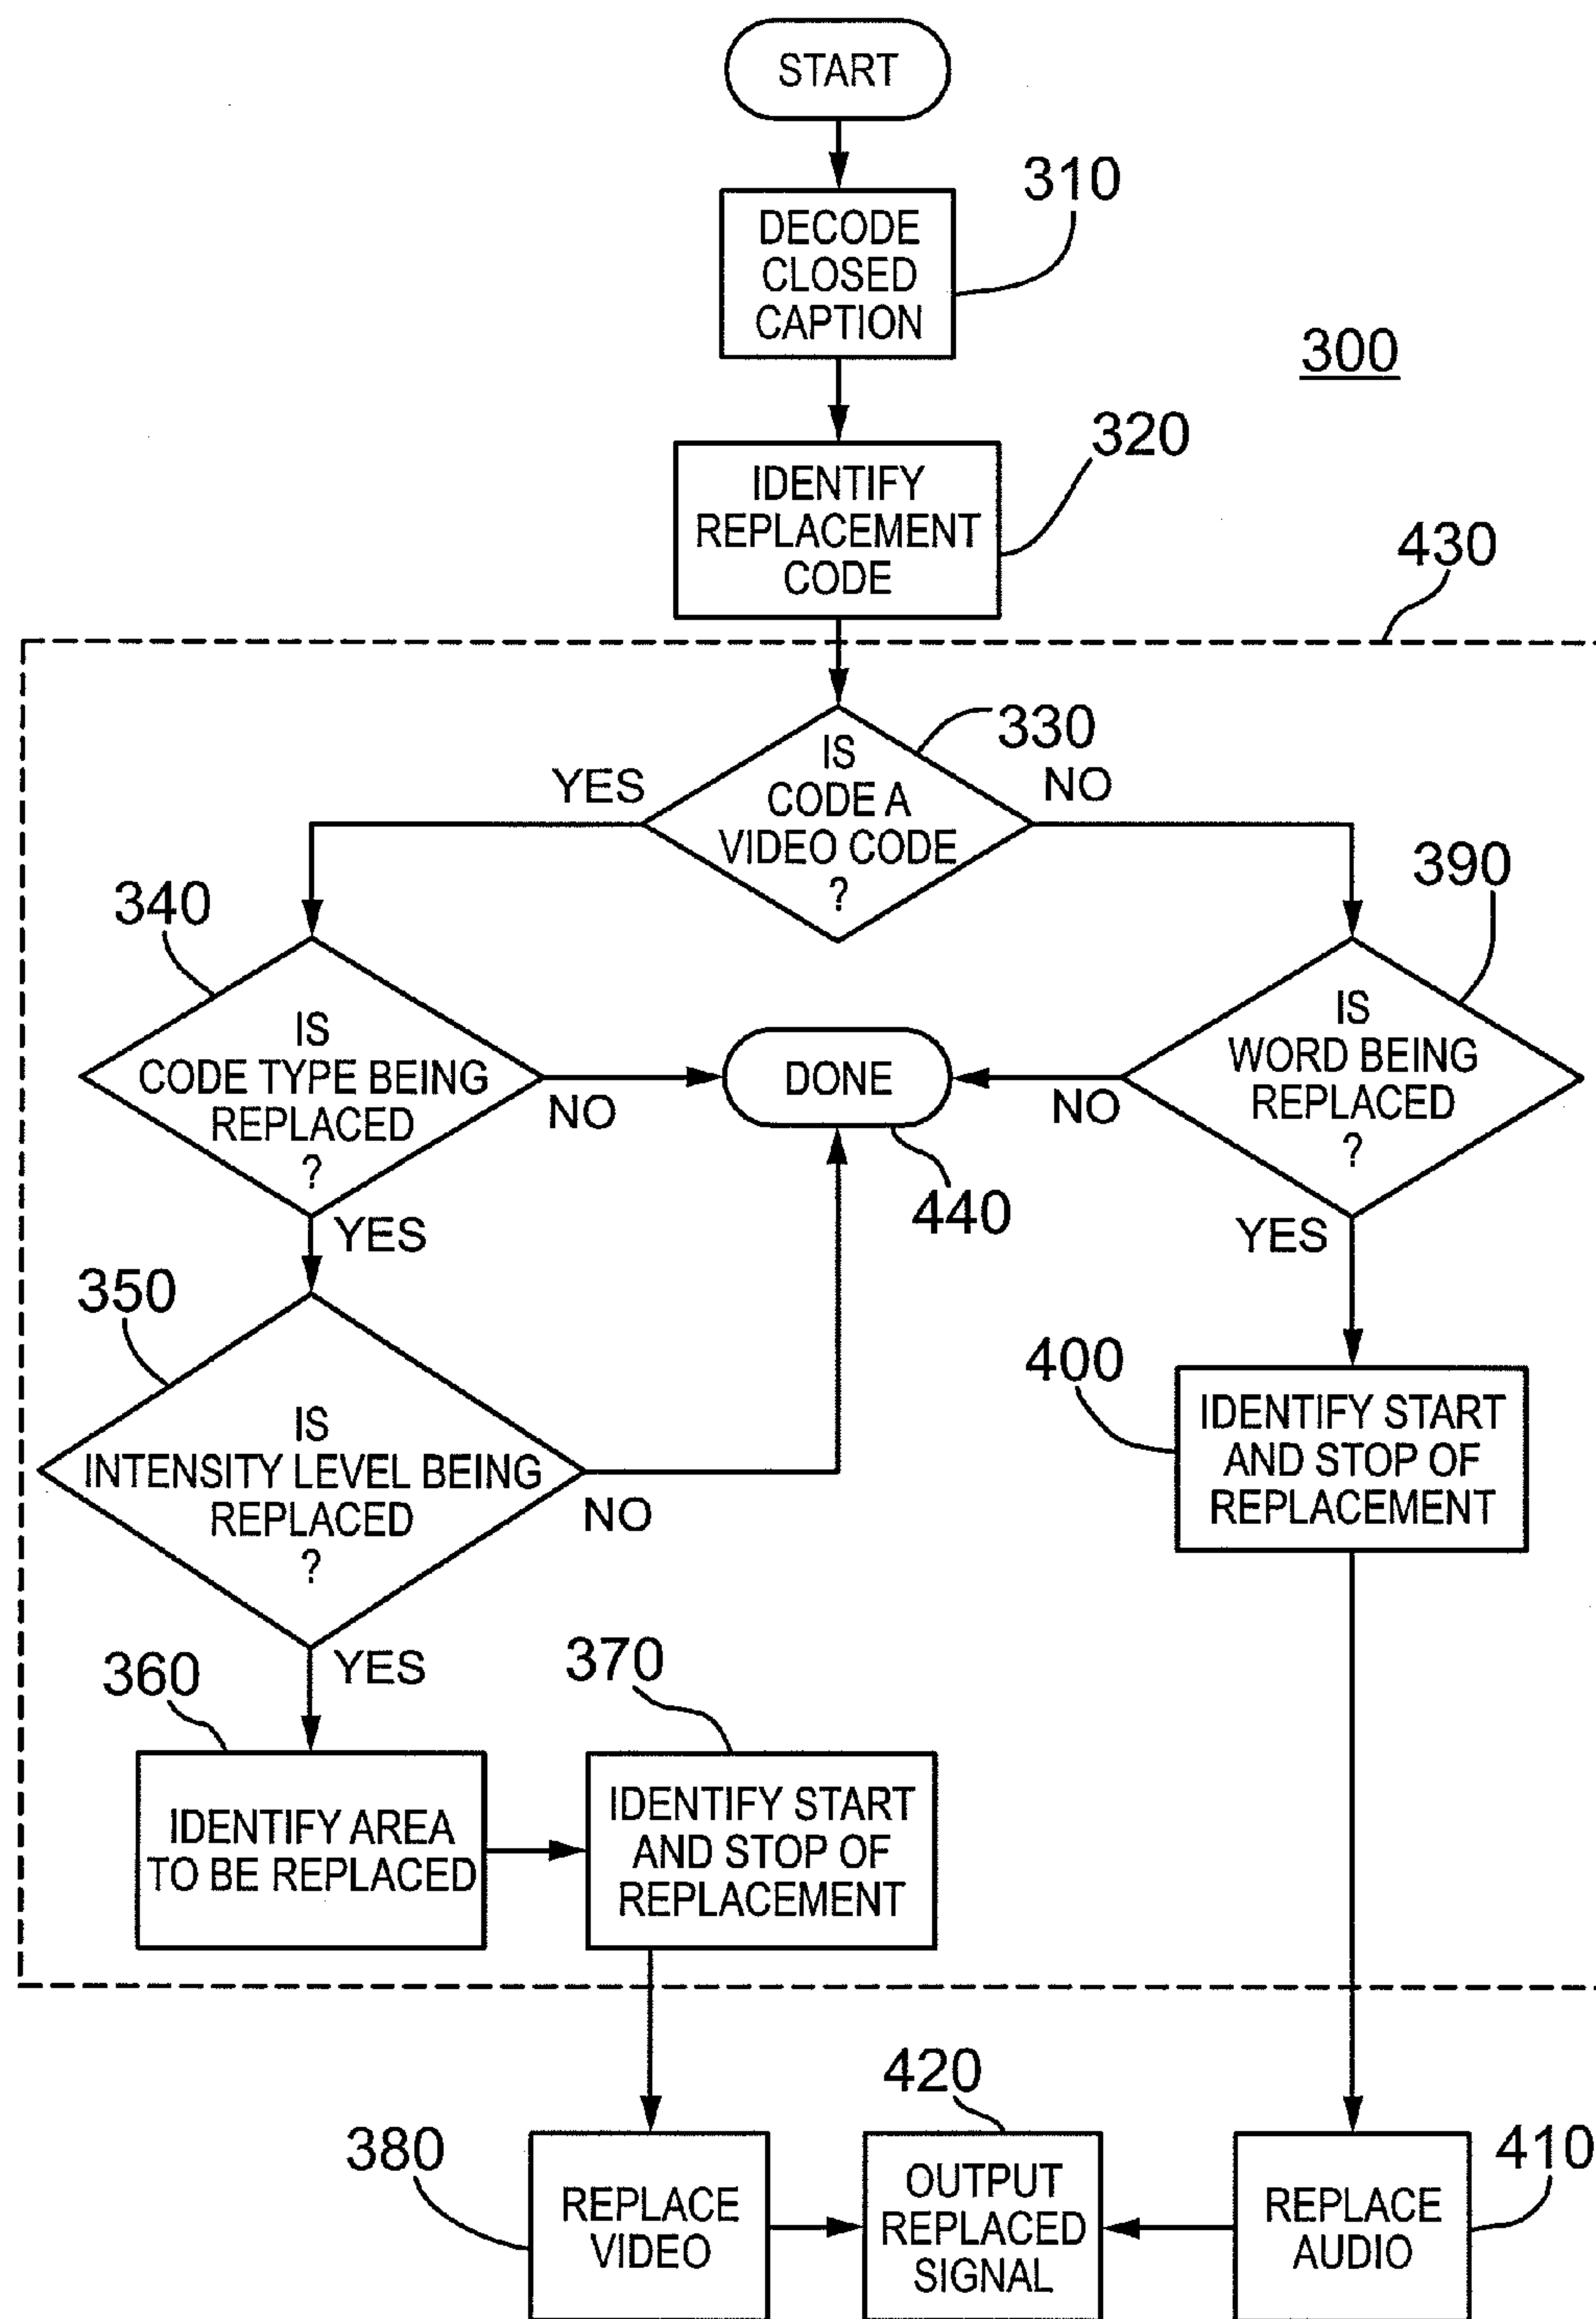 START
310
DECODE
CLOSED
CAPTION
300
320
IDENTIFY
REPLACEMENT
CODE
430
330
IS
CODE A
VIDEO CODE
?
YES
NO
340
390
IS
CODE TYPE BEING
REPLACED
?
NO
YES
DONE
440
IS
WORD BEING
REPLACED
?
NO
YES
350
IS
INTENSITY LEVEL BEING
REPLACED
?
NO
YES
400
IDENTIFY START
AND STOP OF
REPLACEMENT
360
IDENTIFY AREA
TO BE REPLACED
370
IDENTIFY START
AND STOP OF
REPLACEMENT
380
REPLACE
VIDEO
420
OUTPUT
REPLACED
SIGNAL
410
REPLACE
AUDIO